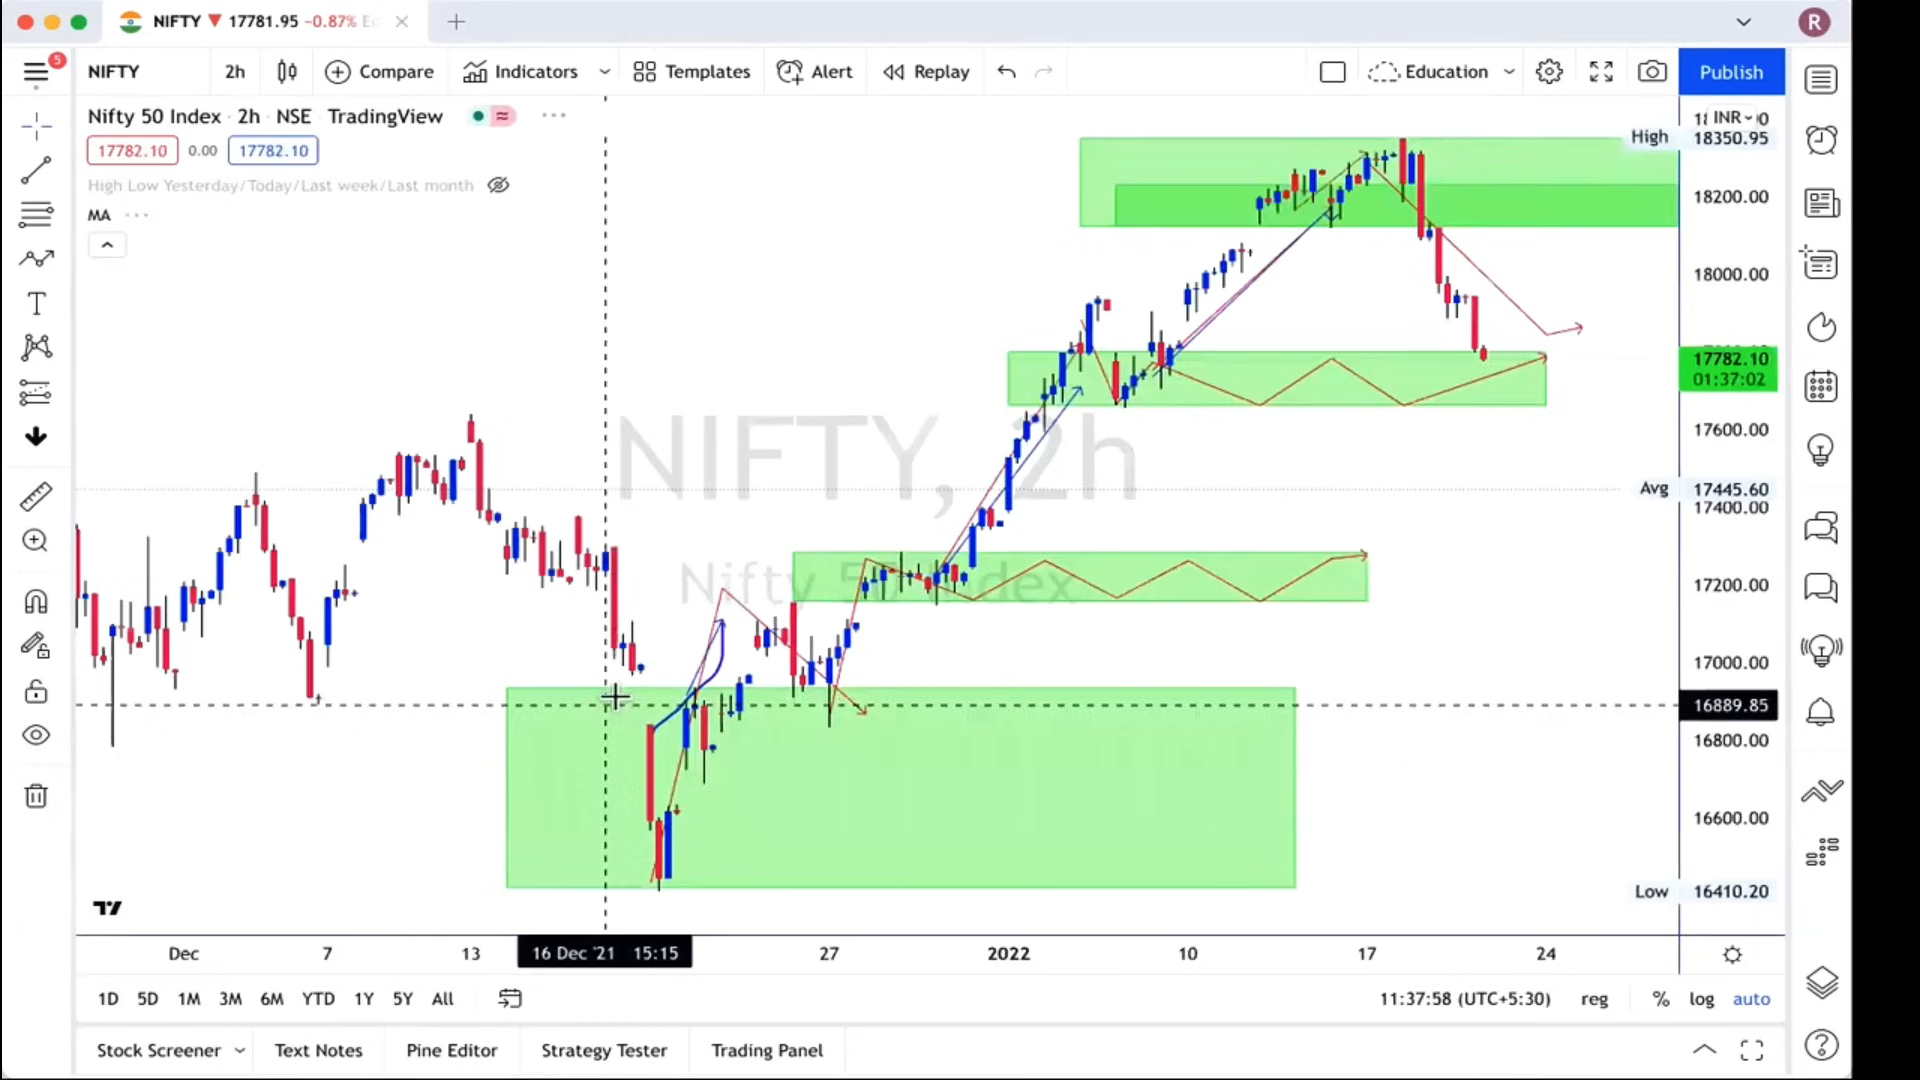 NIFTY ▼ 17781.95 −0.87%
R
5
NIFTY 2h Compare Indicators Templates Alert Replay Education Publish
Nifty 50 Index · 2h · NSE TradingView
17782.10 0.00 17782.10
High Low Yesterday/Today/Last week/Last month
MA
INR
High 18350.95
18200.00
18000.00
17782.10
01:37:02
17600.00
NIFTY, 2h
Avg 17445.60
17400.00
Nifty 50 Index
17200.00
17000.00
16889.85
16800.00
16600.00
Low 16410.20
Dec 7 13 16 Dec '21 15:15 27 2022 10 17 24
1D 5D 1M 3M 6M YTD 1Y 5Y All 11:37:58 (UTC+5:30) reg % log auto
Stock Screener Text Notes Pine Editor Strategy Tester Trading Panel